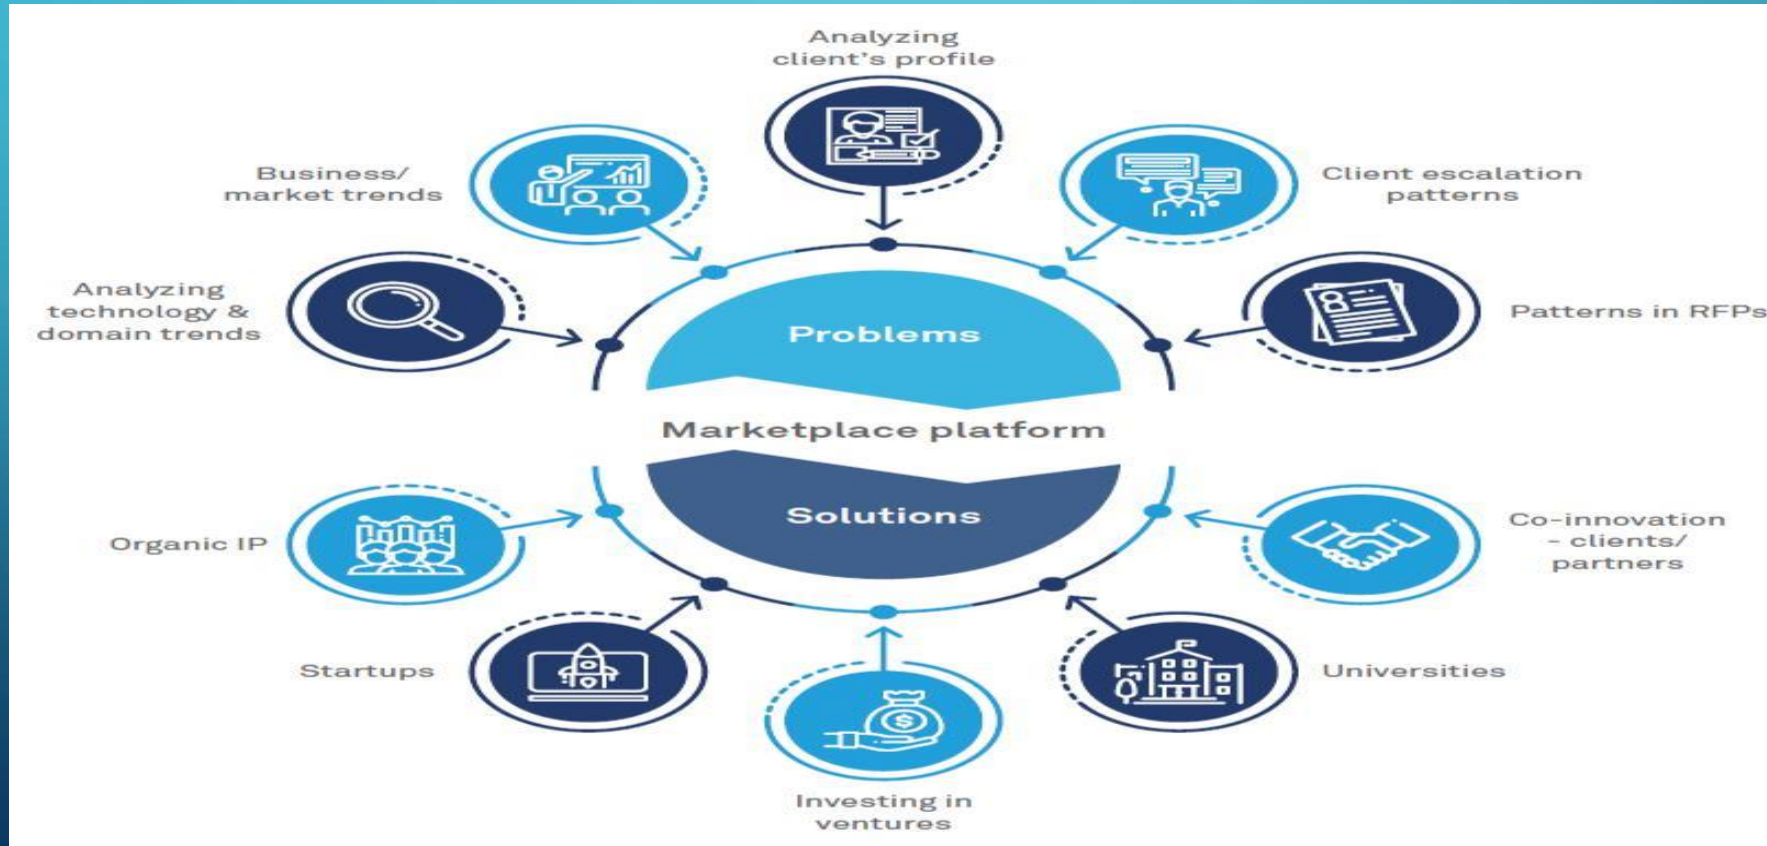 Analyzing
client's profile
Business/
market trends
Client escalation
patterns
Analyzing
technology &
domain trends
Patterns in RFPs
Problems
Marketplace platform
Solutions
Organic IP
Co-innovation
- clients/
partners
Startups
Universities
$
Investing in
ventures